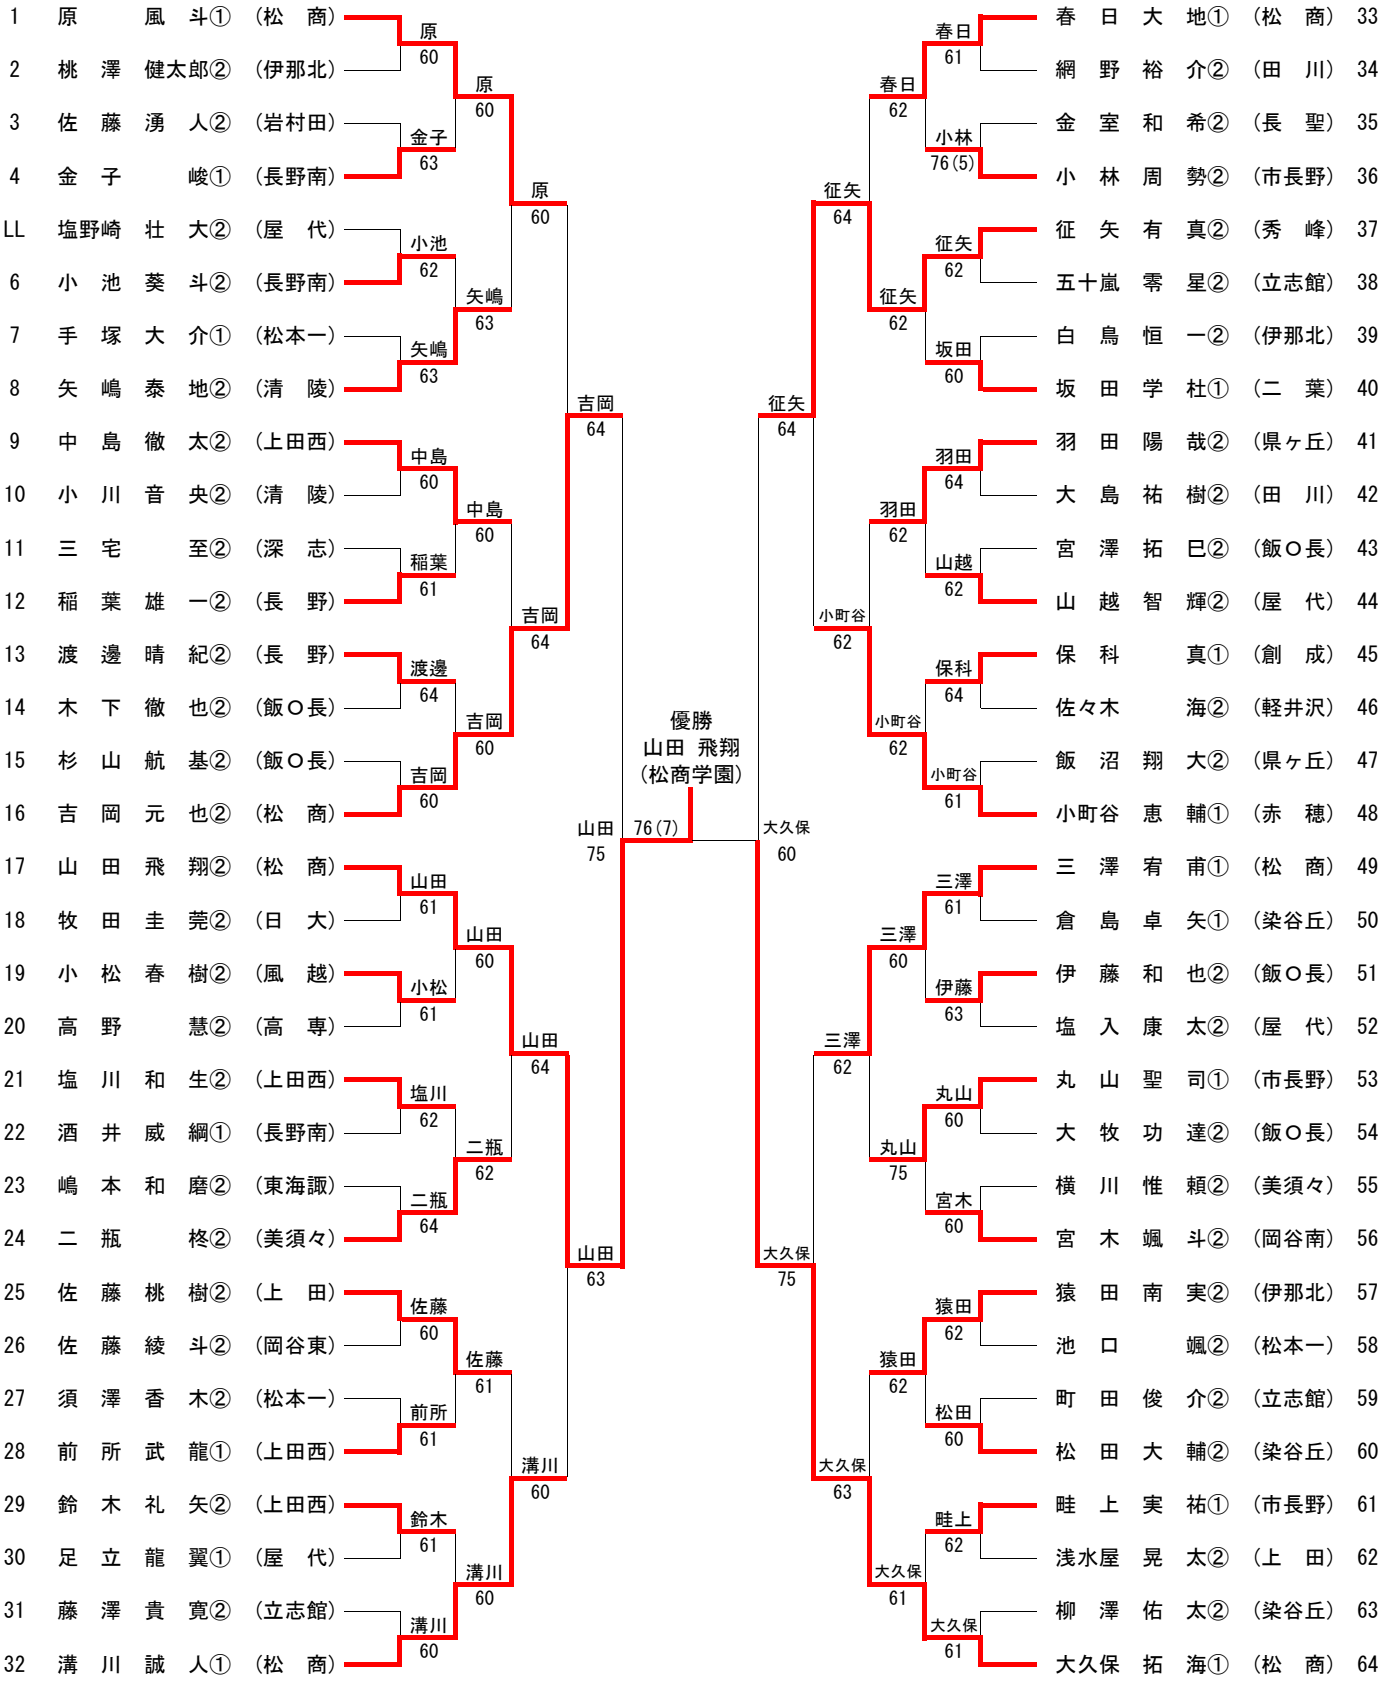 1 原 風 斗① (松 商)
2 桃 澤 健太郎② (伊那北)
3 佐 藤 湧 人② (岩村田)
4 金 子 峻① (長野南)
LL 塩野崎 壮 大② (屋 代)
6 小 池 葵 斗② (長野南)
7 手 塚 大 介① (松本一)
8 矢 嶋 泰 地② (清 陵)
9 中 島 徹 太② (上田西)
10 小 川 音 央② (清 陵)
11 三 宅 至② (深 志)
12 稲 葉 雄 一② (長 野)
13 渡 邊 晴 紀② (長 野)
14 木 下 徹 也② (飯O長)
15 杉 山 航 基② (飯O長)
16 吉 岡 元 也② (松 商)
17 山 田 飛 翔② (松 商)
18 牧 田 圭 莞② (日 大)
19 小 松 春 樹② (風 越)
20 高 野 慧② (高 専)
21 塩 川 和 生② (上田西)
22 酒 井 威 綱① (長野南)
23 嶋 本 和 磨② (東海諏)
24 二 瓶 柊② (美須々)
25 佐 藤 桃 樹② (上 田)
26 佐 藤 綾 斗② (岡谷東)
27 須 澤 香 木② (松本一)
28 前 所 武 龍① (上田西)
29 鈴 木 礼 矢② (上田西)
30 足 立 龍 翼① (屋 代)
31 藤 澤 貴 寛② (立志館)
32 溝 川 誠 人① (松 商)
原
60
金子
63
小池
62
矢嶋
63
中島
60
稲葉
61
渡邊
64
吉岡
60
山田
61
小松
61
塩川
62
二瓶
64
佐藤
60
前所
61
鈴木
61
溝川
60
原
60
矢嶋
63
中島
60
吉岡
60
山田
60
二瓶
62
佐藤
61
溝川
60
原
60
吉岡
64
山田
64
溝川
60
吉岡
64
山田
63
山田
75
優勝
山田 飛翔
(松商学園)
76(7)
大久保
60
征矢
64
大久保
75
征矢
64
小町谷
62
三澤
62
大久保
63
春日
62
征矢
62
羽田
62
小町谷
62
三澤
60
丸山
75
猿田
62
大久保
61
春日
61
小林
76(5)
征矢
62
坂田
60
羽田
64
山越
62
保科
64
小町谷
61
三澤
61
伊藤
63
丸山
60
宮木
60
猿田
62
松田
60
畦上
62
大久保
61
春 日 大 地① (松 商) 33
網 野 裕 介② (田 川) 34
金 室 和 希② (長 聖) 35
小 林 周 勢② (市長野) 36
征 矢 有 真② (秀 峰) 37
五十嵐 零 星② (立志館) 38
白 鳥 恒 一② (伊那北) 39
坂 田 学 杜① (二 葉) 40
羽 田 陽 哉② (県ヶ丘) 41
大 島 祐 樹② (田 川) 42
宮 澤 拓 巳② (飯O長) 43
山 越 智 輝② (屋 代) 44
保 科 真① (創 成) 45
佐々木 海② (軽井沢) 46
飯 沼 翔 大② (県ヶ丘) 47
小町谷 恵 輔① (赤 穂) 48
三 澤 宥 甫① (松 商) 49
倉 島 卓 矢① (染谷丘) 50
伊 藤 和 也② (飯O長) 51
塩 入 康 太② (屋 代) 52
丸 山 聖 司① (市長野) 53
大 牧 功 達② (飯O長) 54
横 川 惟 頼② (美須々) 55
宮 木 颯 斗② (岡谷南) 56
猿 田 南 実② (伊那北) 57
池 口 颯② (松本一) 58
町 田 俊 介② (立志館) 59
松 田 大 輔② (染谷丘) 60
畦 上 実 祐① (市長野) 61
浅水屋 晃 太② (上 田) 62
柳 澤 佑 太② (染谷丘) 63
大久保 拓 海① (松 商) 64